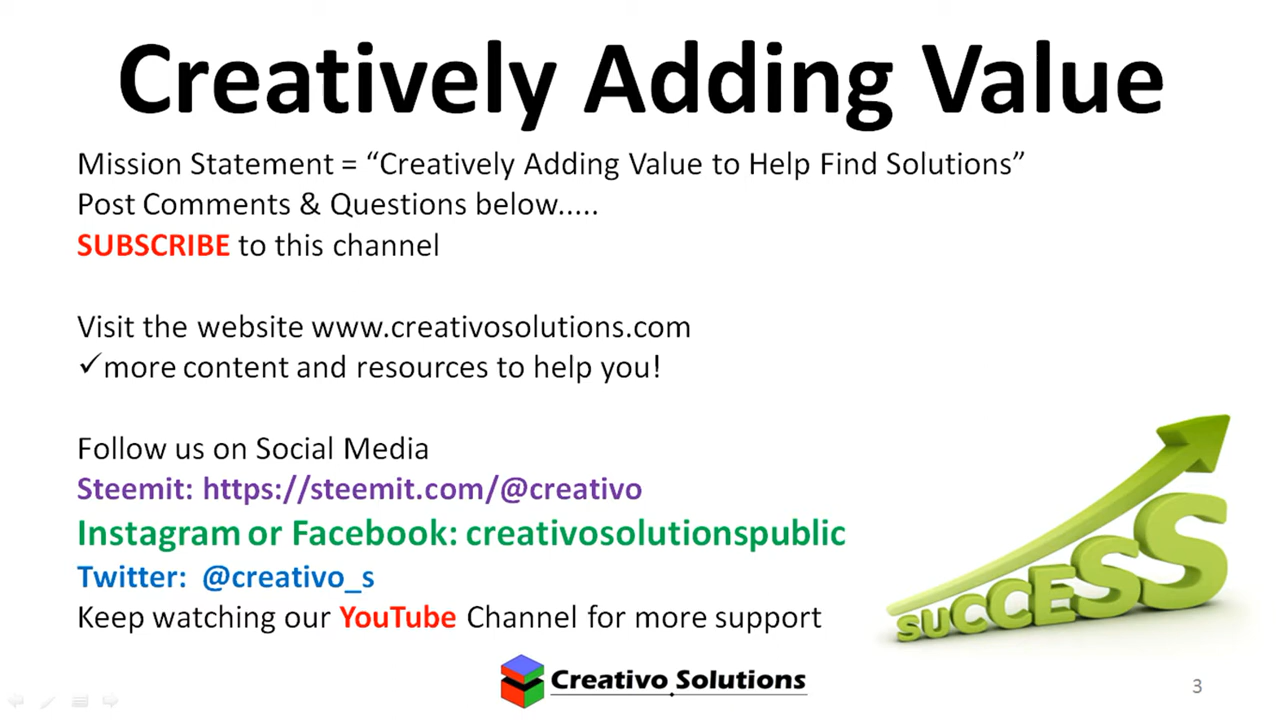 Creatively Adding Value
Mission Statement = “Creatively Adding Value to Help Find Solutions”
Post Comments & Questions below.....
SUBSCRIBE to this channel
Visit the website www.creativosolutions.com
✓more content and resources to help you!
Follow us on Social Media
Steemit: https://steemit.com/@creativo
Instagram or Facebook: creativosolutionspublic
Twitter: @creativo_s
Keep watching our YouTube Channel for more support
SUCCESS
Creativo Solutions
3